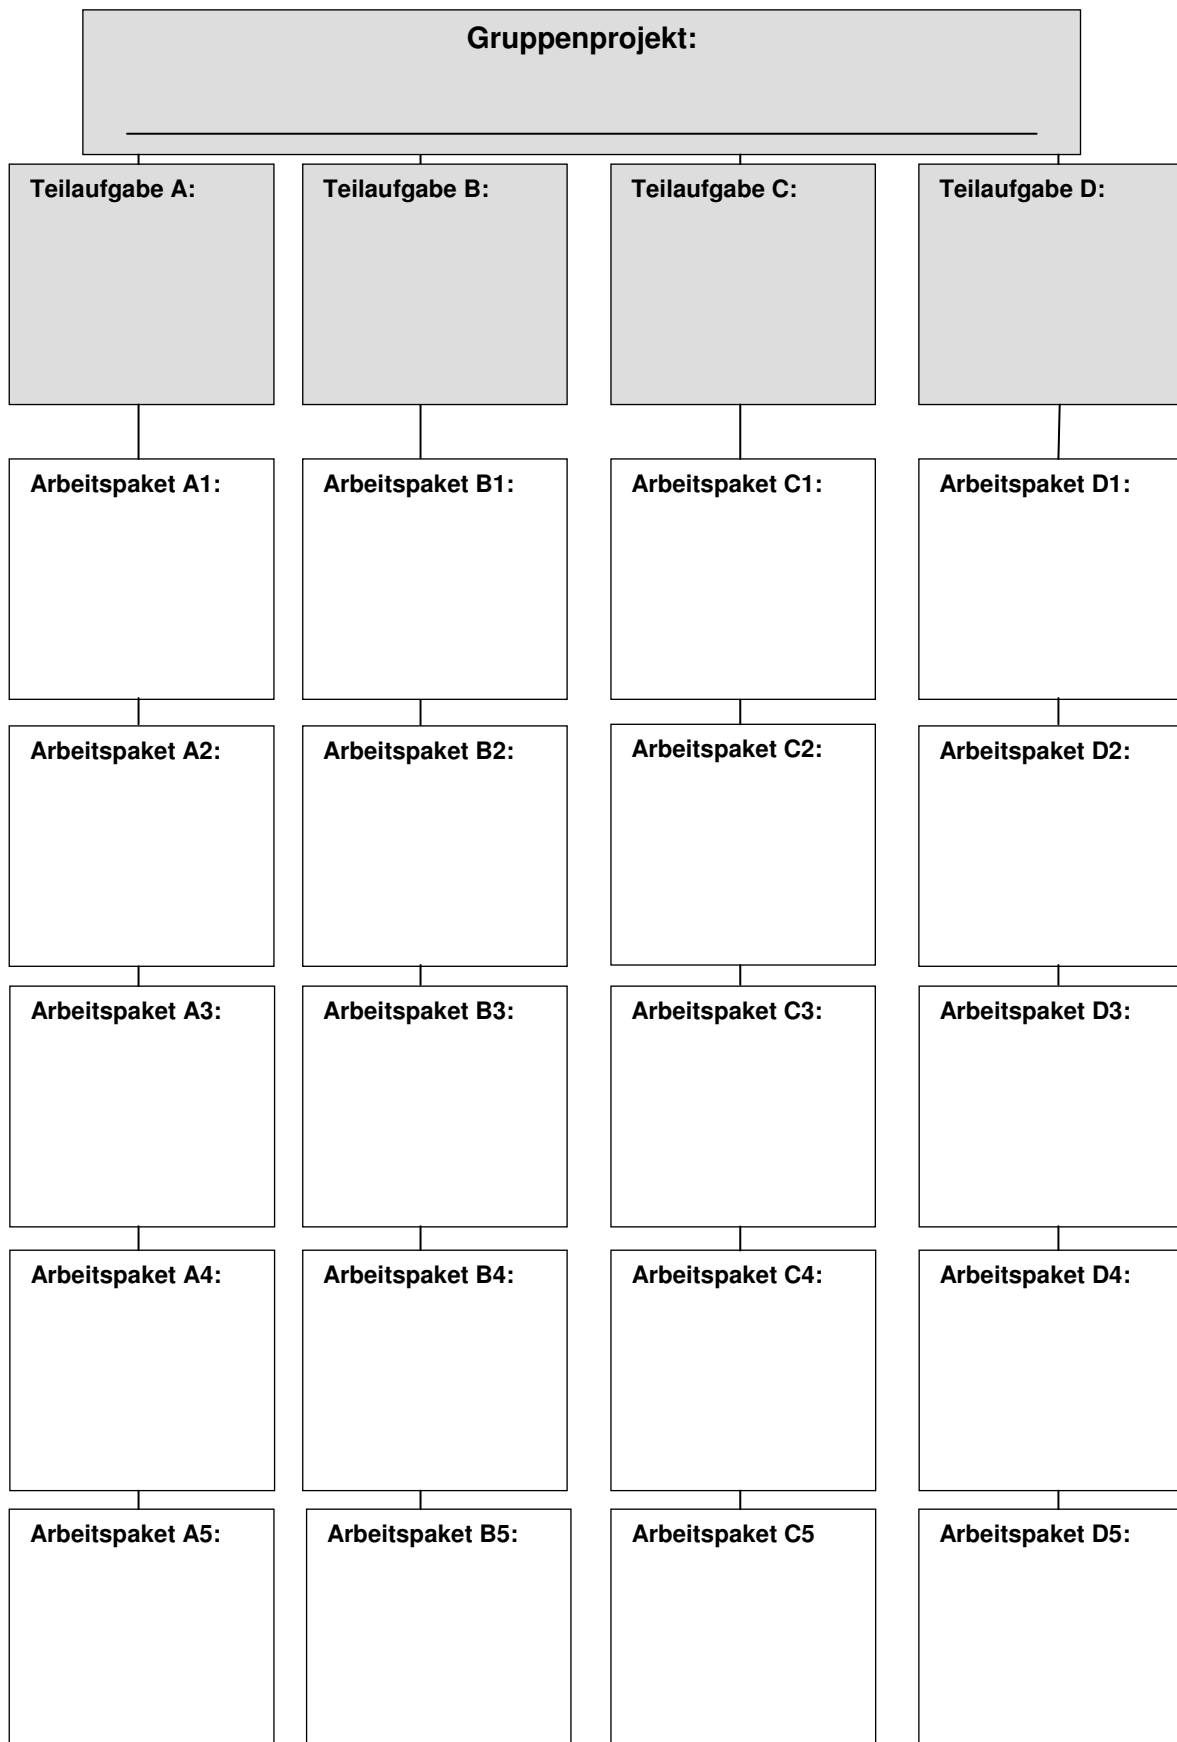 Gruppenprojekt:
Teilaufgabe A:
Teilaufgabe B:
Teilaufgabe C:
Teilaufgabe D:
Arbeitspaket A1:
Arbeitspaket B1:
Arbeitspaket C1:
Arbeitspaket D1:
Arbeitspaket A2:
Arbeitspaket B2:
Arbeitspaket C2:
Arbeitspaket D2:
Arbeitspaket A3:
Arbeitspaket B3:
Arbeitspaket C3:
Arbeitspaket D3:
Arbeitspaket A4:
Arbeitspaket B4:
Arbeitspaket C4:
Arbeitspaket D4:
Arbeitspaket A5:
Arbeitspaket B5:
Arbeitspaket C5
Arbeitspaket D5: